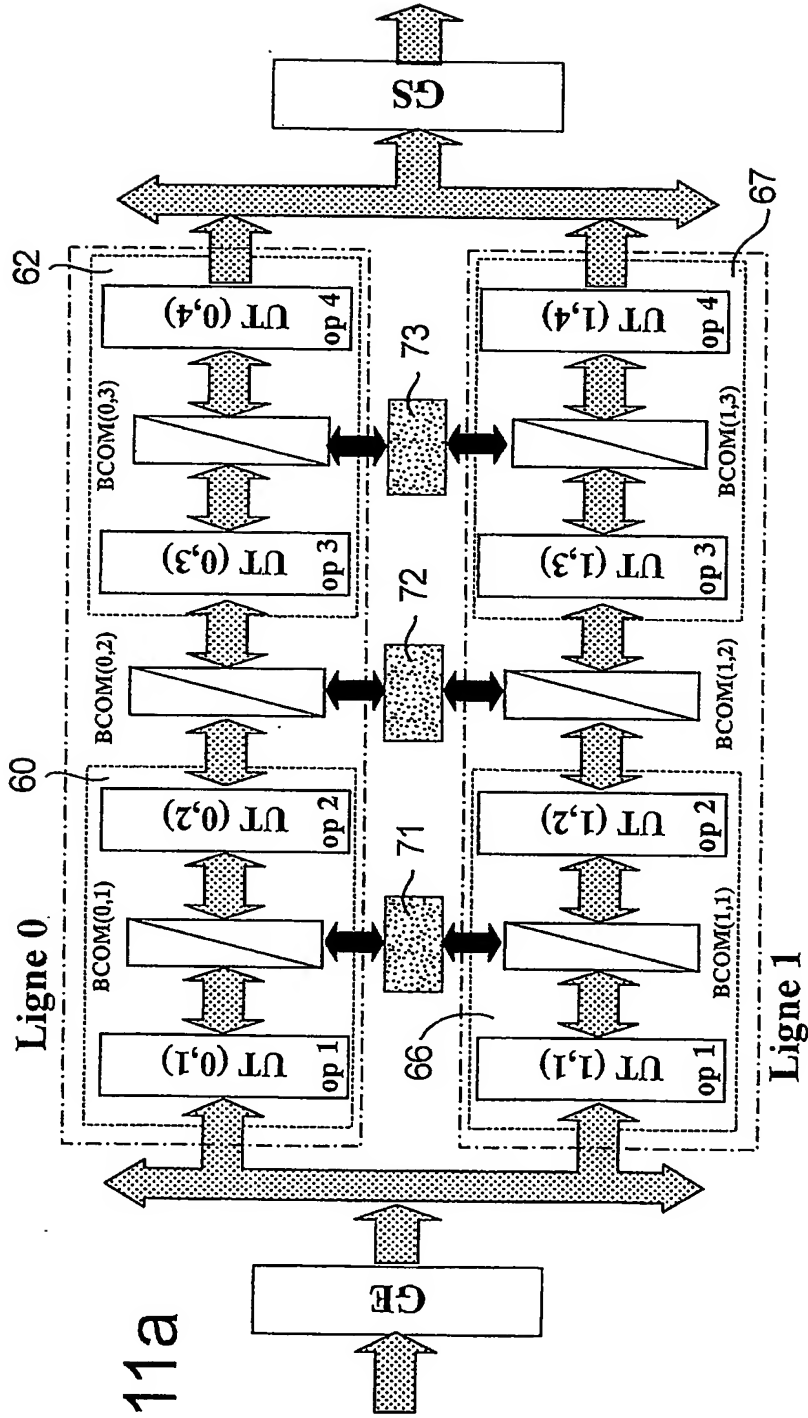 11a
Ligne 0
60
62
BCOM(0,1)
BCOM(0,2)
BCOM(0,3)
UT (0,1)
op 1
UT (0,2)
op 2
UT (0,3)
op 3
UT (0,4)
op 4
GE
71
72
73
GS
66
67
UT (1,1)
op 1
UT (1,2)
op 2
UT (1,3)
op 3
UT (1,4)
op 4
BCOM(1,1)
BCOM(1,2)
BCOM(1,3)
Ligne 1